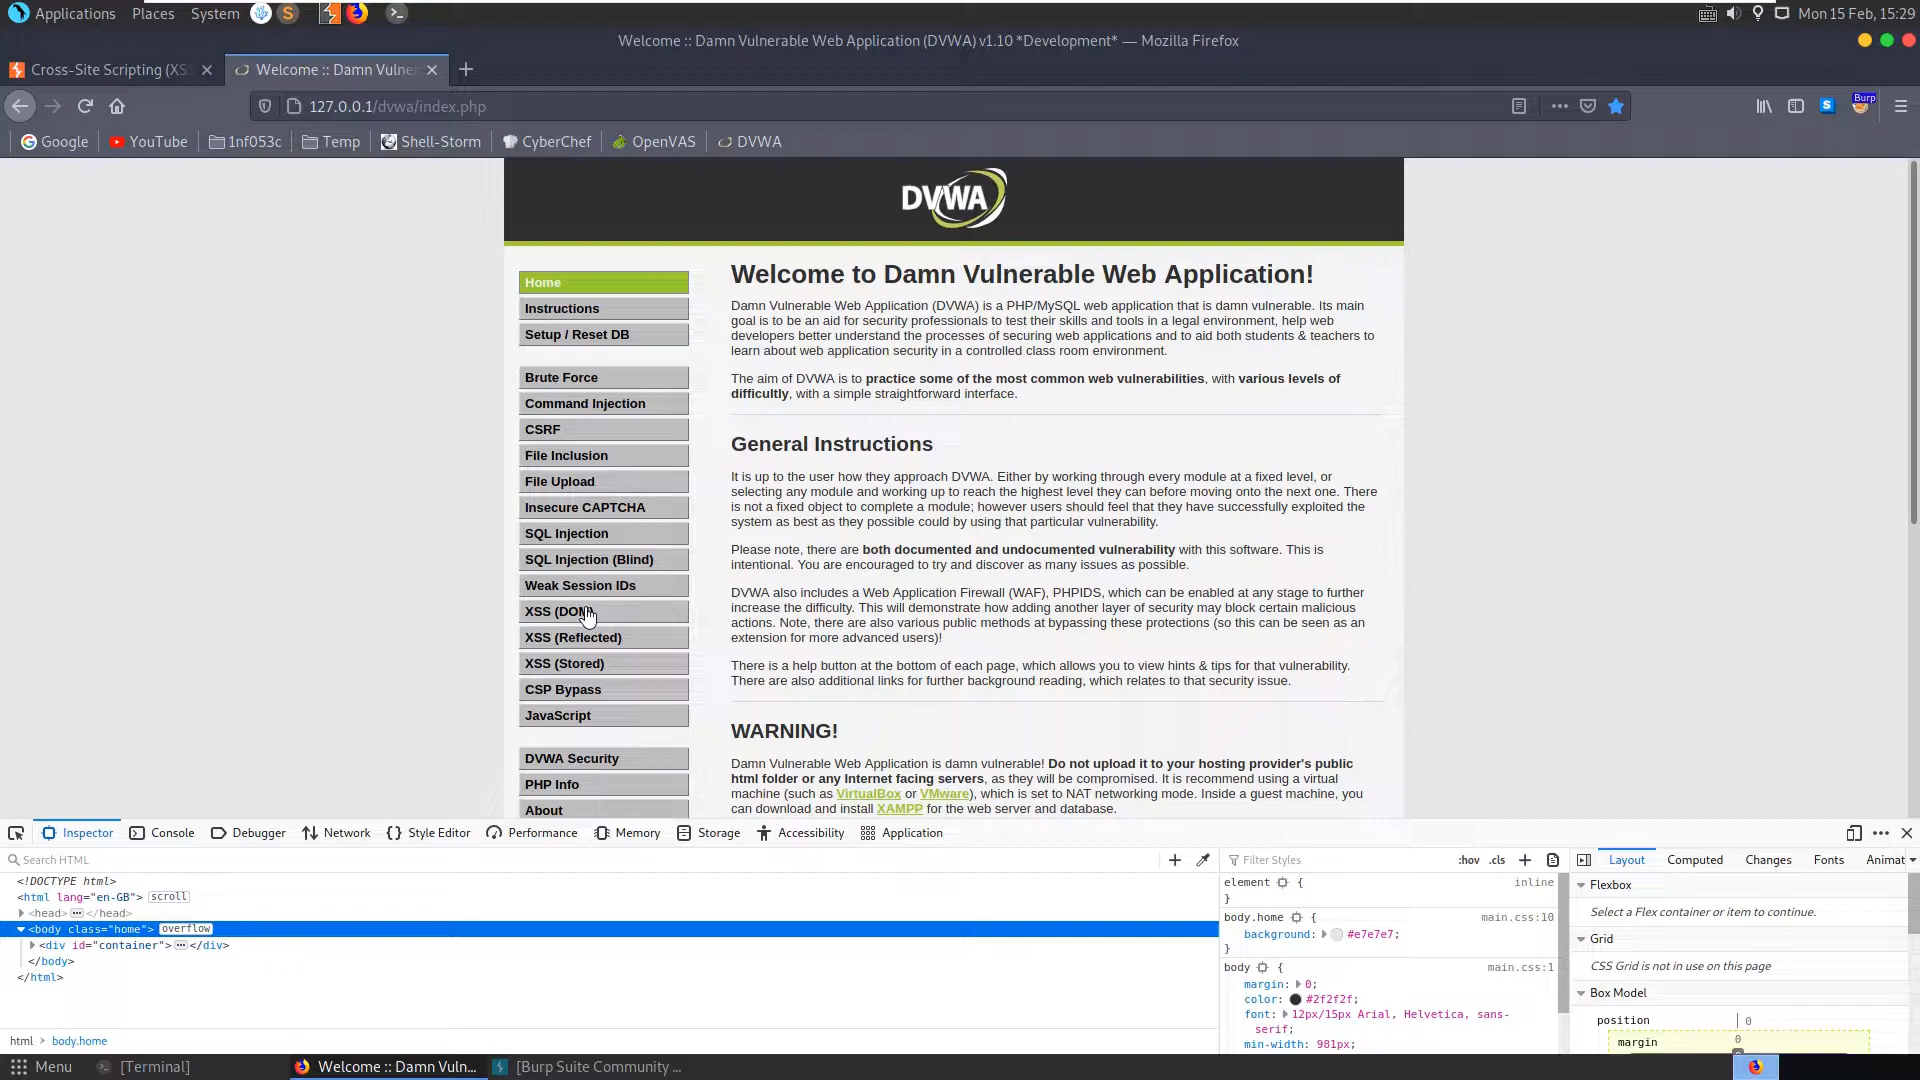 Applications Places System
Mon 15 Feb, 15:29
Welcome :: Damn Vulnerable Web Application (DVWA) v1.10 *Development* — Mozilla Firefox
Cross-Site Scripting (XS
Welcome :: Damn Vulner
127.0.0.1/dvwa/index.php
Burp
Google
YouTube
1nf053c
Temp
Shell-Storm
CyberChef
OpenVAS
DVWA
DVWA
Home
Instructions
Setup / Reset DB
Brute Force
Command Injection
CSRF
File Inclusion
File Upload
Insecure CAPTCHA
SQL Injection
SQL Injection (Blind)
Weak Session IDs
XSS (DOM)
XSS (Reflected)
XSS (Stored)
CSP Bypass
JavaScript
DVWA Security
PHP Info
About
Welcome to Damn Vulnerable Web Application!
Damn Vulnerable Web Application (DVWA) is a PHP/MySQL web application that is damn vulnerable. Its main
goal is to be an aid for security professionals to test their skills and tools in a legal environment, help web
developers better understand the processes of securing web applications and to aid both students & teachers to
learn about web application security in a controlled class room environment.
The aim of DVWA is to practice some of the most common web vulnerabilities, with various levels of
difficultly, with a simple straightforward interface.
General Instructions
It is up to the user how they approach DVWA. Either by working through every module at a fixed level, or
selecting any module and working up to reach the highest level they can before moving onto the next one. There
is not a fixed object to complete a module; however users should feel that they have successfully exploited the
system as best as they possible could by using that particular vulnerability.
Please note, there are both documented and undocumented vulnerability with this software. This is
intentional. You are encouraged to try and discover as many issues as possible.
DVWA also includes a Web Application Firewall (WAF), PHPIDS, which can be enabled at any stage to further
increase the difficulty. This will demonstrate how adding another layer of security may block certain malicious
actions. Note, there are also various public methods at bypassing these protections (so this can be seen as an
extension for more advanced users)!
There is a help button at the bottom of each page, which allows you to view hints & tips for that vulnerability.
There are also additional links for further background reading, which relates to that security issue.
WARNING!
Damn Vulnerable Web Application is damn vulnerable! Do not upload it to your hosting provider's public
html folder or any Internet facing servers, as they will be compromised. It is recommend using a virtual
machine (such as VirtualBox or VMware), which is set to NAT networking mode. Inside a guest machine, you
can download and install XAMPP for the web server and database.
Inspector
Console
Debugger
Network
Style Editor
Performance
Memory
Storage
Accessibility
Application
Search HTML
<!DOCTYPE html>
<html lang="en-GB"> scroll
<head> ••• </head>
<body class="home"> overflow
<div id="container"> ••• </div>
</body>
</html>
html > body.home
Filter Styles
:hov .cls
element { inline
}
body.home { main.css:10
background: #e7e7e7;
}
body { main.css:1
margin: 0;
color: #2f2f2f;
font: 12px/15px Arial, Helvetica, sans-
serif;
min-width: 981px;
Layout
Computed
Changes
Fonts
Animat
Flexbox
Select a Flex container or item to continue.
Grid
CSS Grid is not in use on this page
Box Model
position 0
margin 0
Menu
[Terminal]
Welcome :: Damn Vuln...
[Burp Suite Community ...